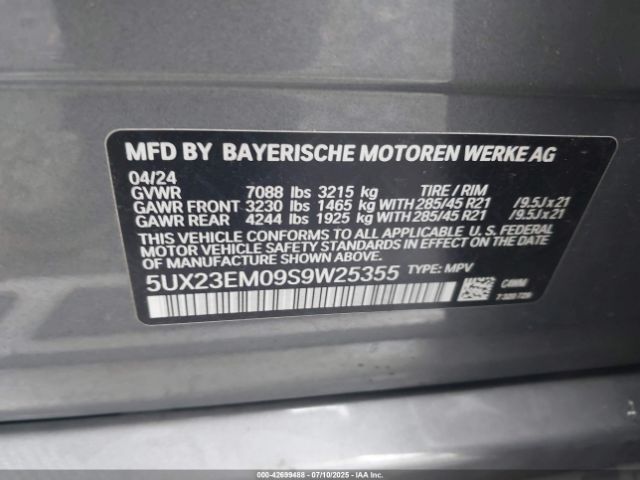 MFD BY BAYERISCHE MOTOREN WERKE AG
04/24
GVWR 7088 lbs 3215 kg TIRE / RIM
GAWR FRONT 3230 lbs 1465 kg WITH 285/45 R21 /9.5J x 21
GAWR REAR 4244 lbs 1925 kg WITH 285/45 R21 /9.5J x 21
THIS VEHICLE CONFORMS TO ALL APPLICABLE U. S. FEDERAL
MOTOR VEHICLE SAFETY STANDARDS IN EFFECT ON THE DATE
OF MANUFACTURE SHOWN ABOVE.
5UX23EM09S9W25355 TYPE: MPV
000-42699488 | 07/10/2025 | IAA Inc. (C)